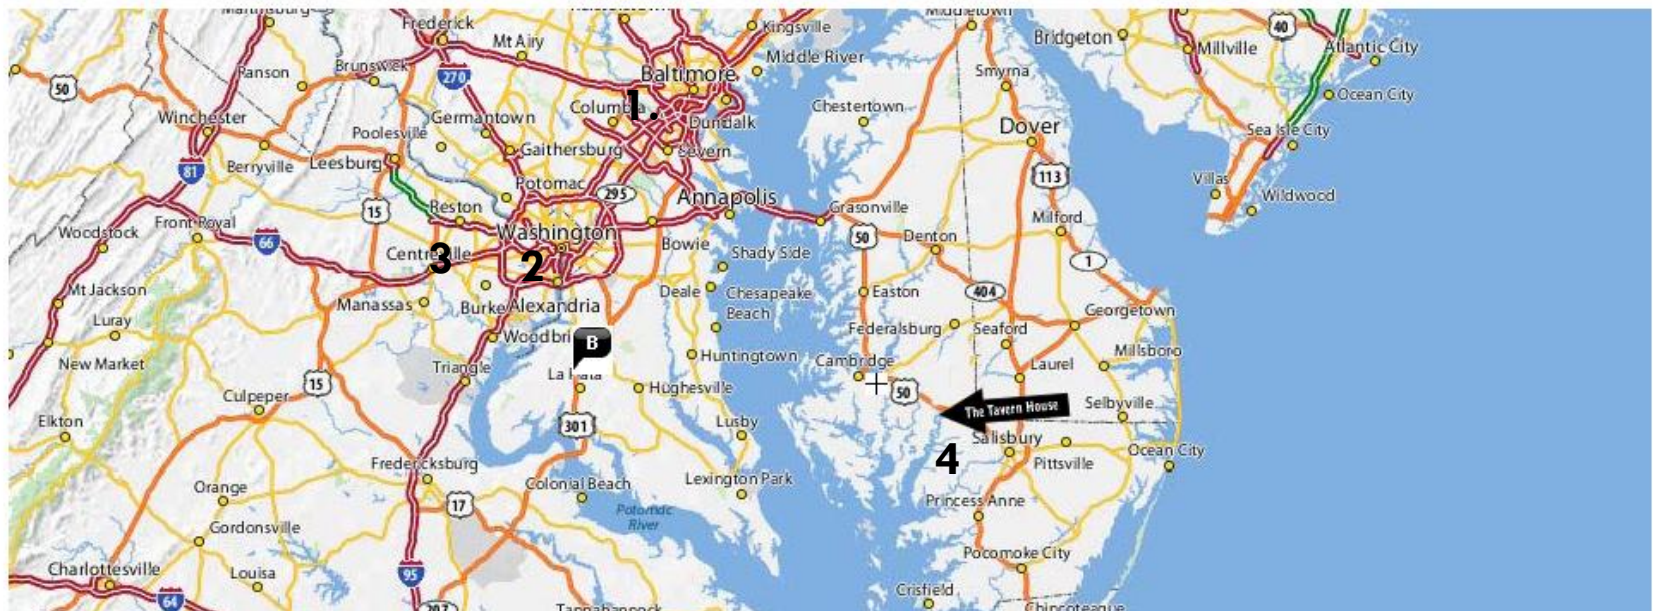 Middletown
Frederick
Kingsville
Bridgeton
40
Mt Airy
Millville
Atlantic City
Middle River
Brunswick
270
Baltimore
Smyrna
50
Ranson
Ocean City
Winchester
Columbia
1.
Chestertown
Germantown
Dundalk
Dover
Sea Isle City
Poolesville
Gaithersburg
Severn
Berryville
Leesburg
81
113
Villas
Potomac
295
Annapolis
Wildwood
15
Reston
Grasonville
Milford
Front Royal
Woodstock
Washington
50
Denton
66
Bowie
Shady Side
Centreville
3
2
1
Mt Jackson
Deale
Chesapeake
Beach
Easton
404
Manassas
Burke
Alexandria
Georgetown
Luray
Federalsburg
Seaford
B
New Market
Huntingtown
Cambridge
Millsboro
Triangle
Laurel
La Plata
15
Hughesville
50
Culpeper
The Tavern House
Selbyville
Elkton
301
Lusby
Salisbury
Ocean City
4
Fredericksburg
Pittsville
Orange
Colonial Beach
Lexington Park
17
Princess Anne
Potomac
River
Gordonsville
Pocomoke City
Charlottesville
Louisa
95
Crisfield
64
Tappahannock
Chincoteague